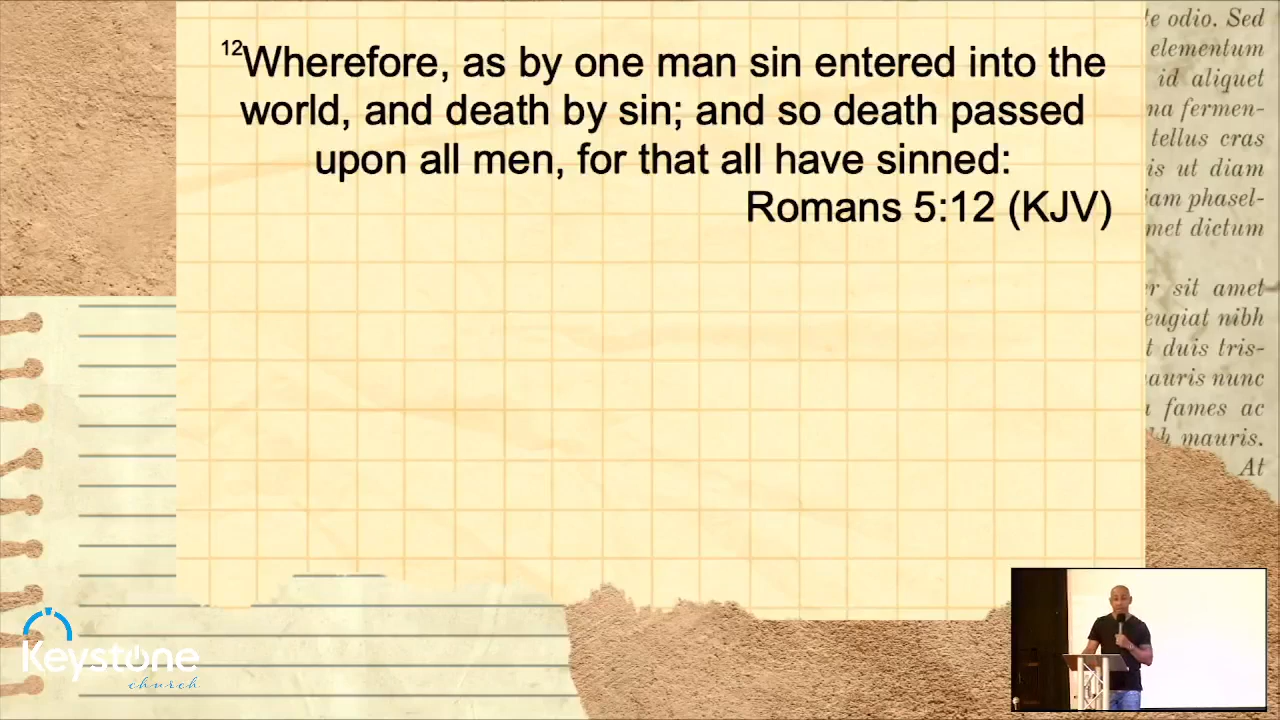 12Wherefore, as by one man sin entered into the
world, and death by sin; and so death passed
upon all men, for that all have sinned:
Romans 5:12 (KJV)
te odio. Sed
elementum
id aliquet
na fermen-
tellus cras
is ut diam
iam phasel-
met dictum
r sit amet
feugiat nibh
t duis tris-
mauris nunc
fames ac
mauris.
At
Keystone
church